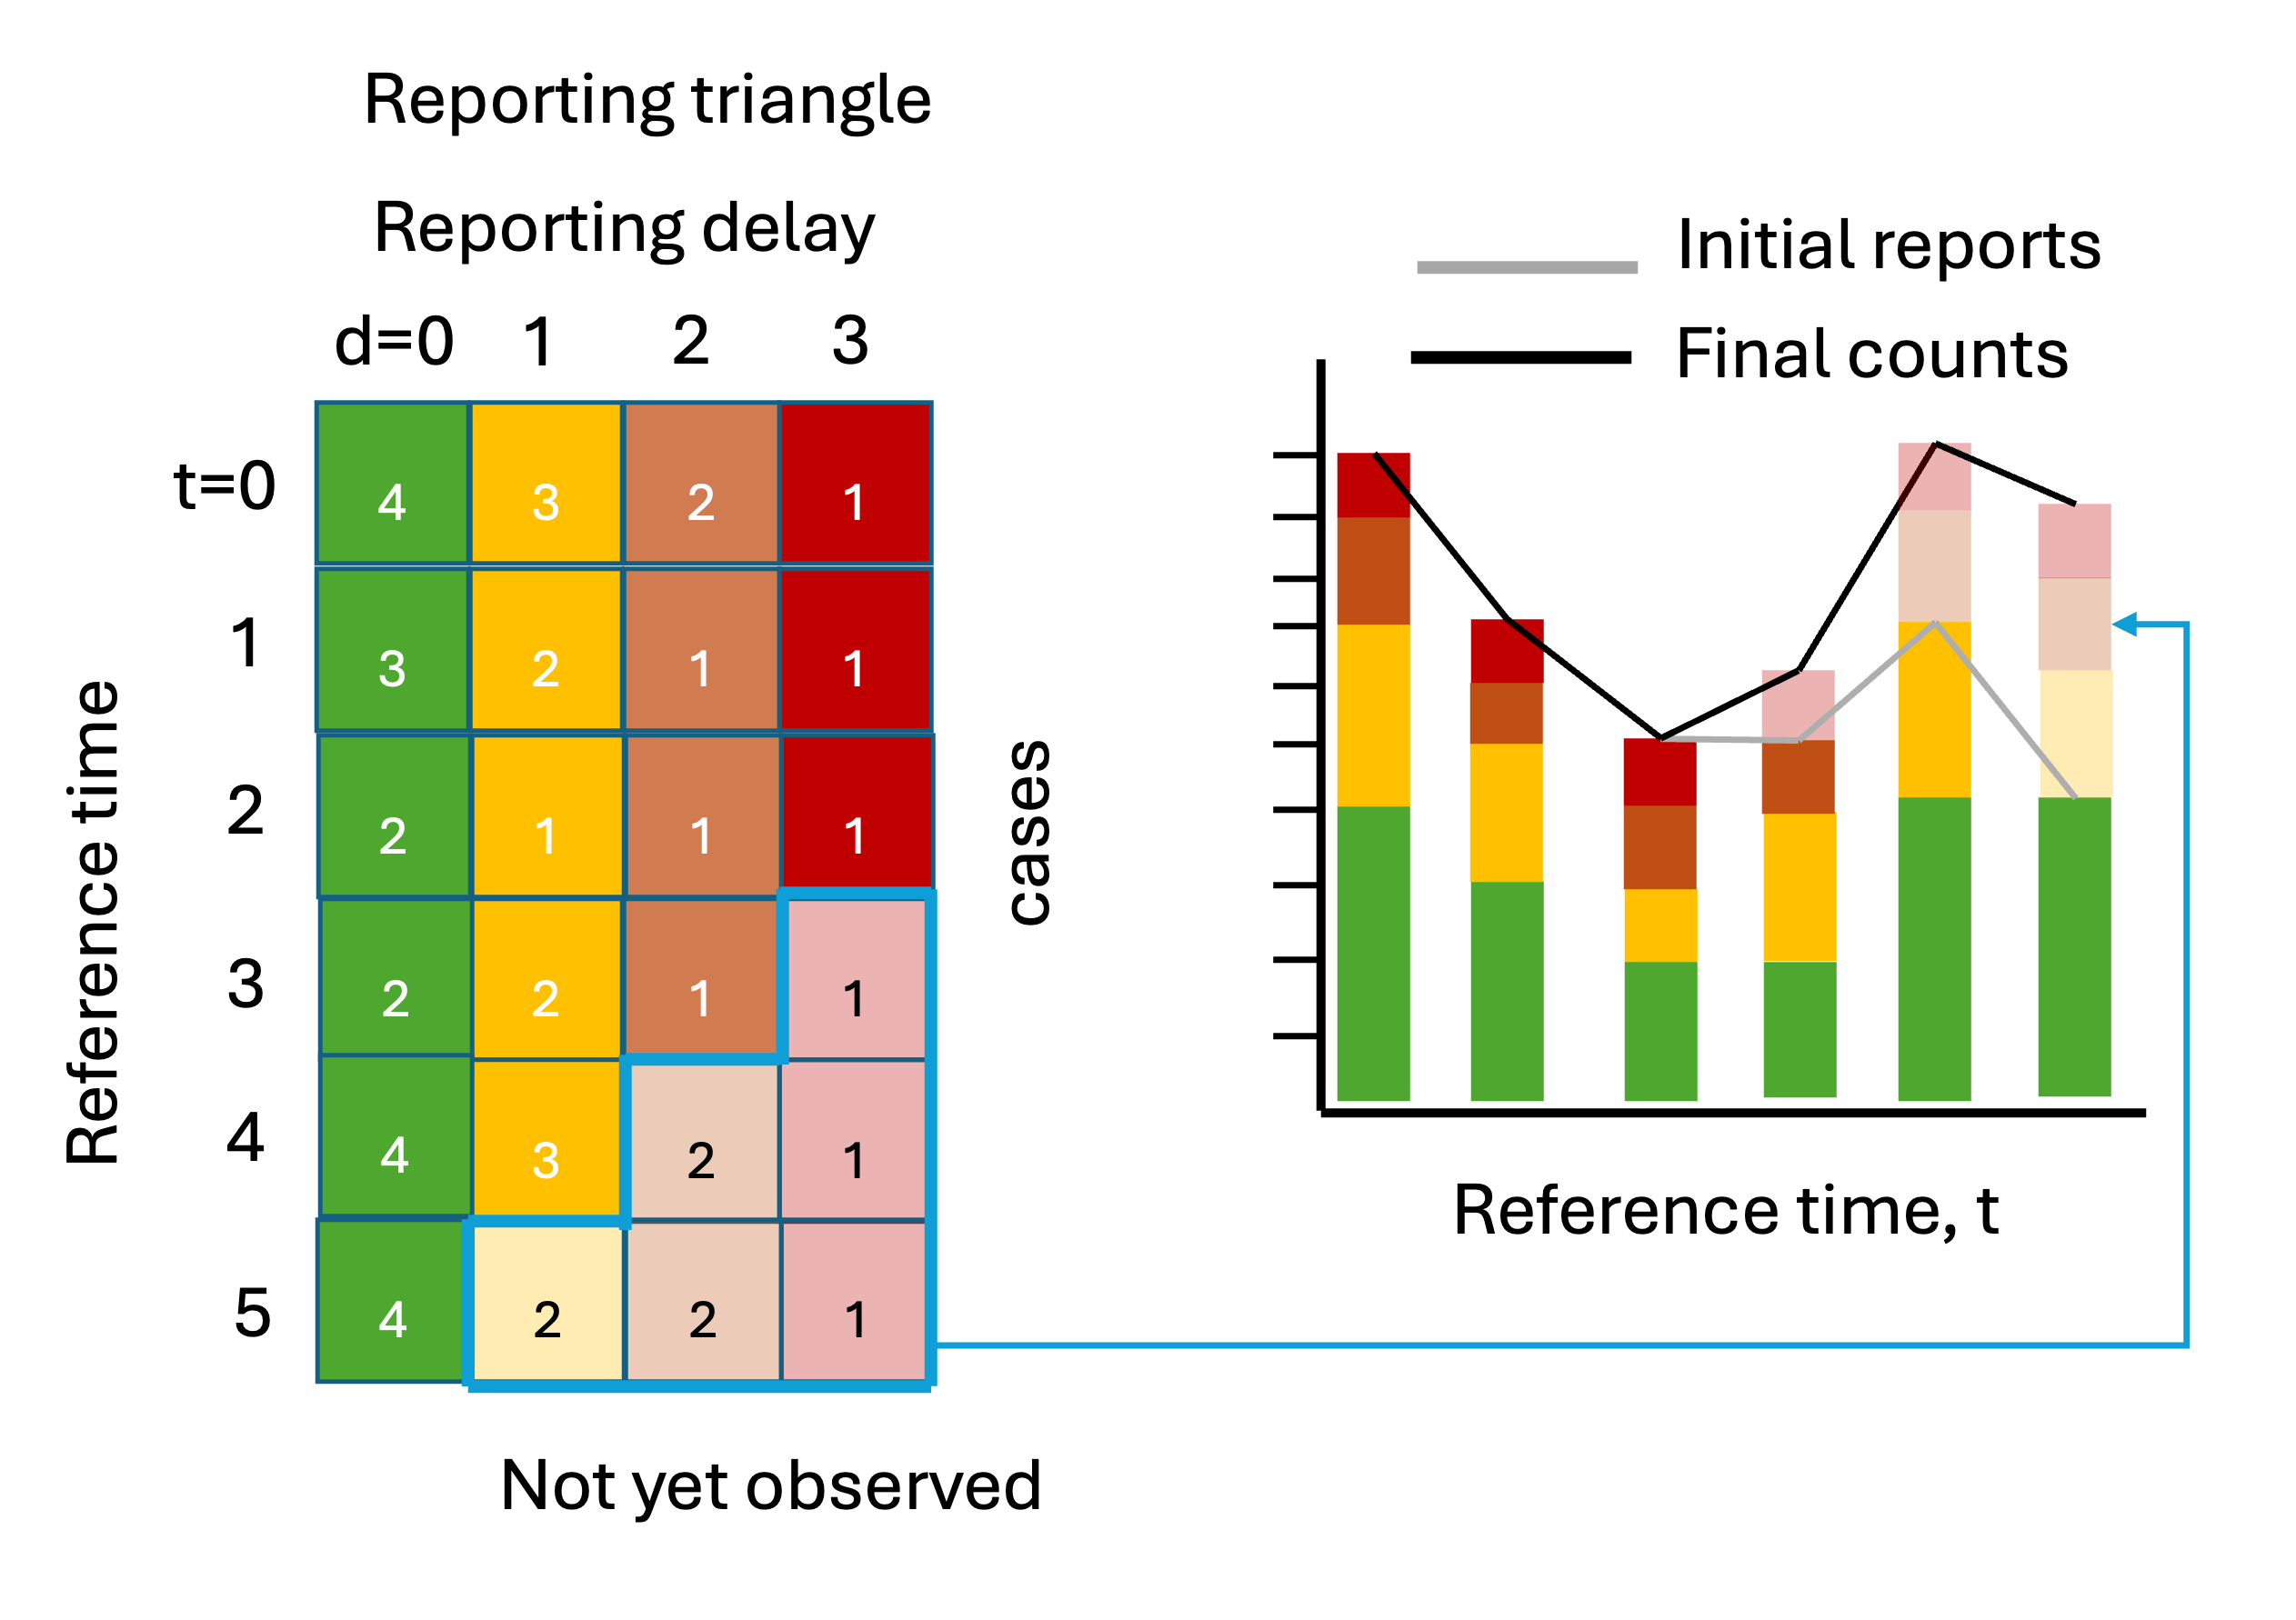 Reporting triangle
Reporting delay
d=0 1 2 3
t=0 4 3 2 1
1 3 2 1 1
2 2 1 1 1
3 2 2 1 1
4 4 3 2 1
5 4 2 2 1
Reference time
Not yet observed
Initial reports
Final counts
cases
Reference time, t